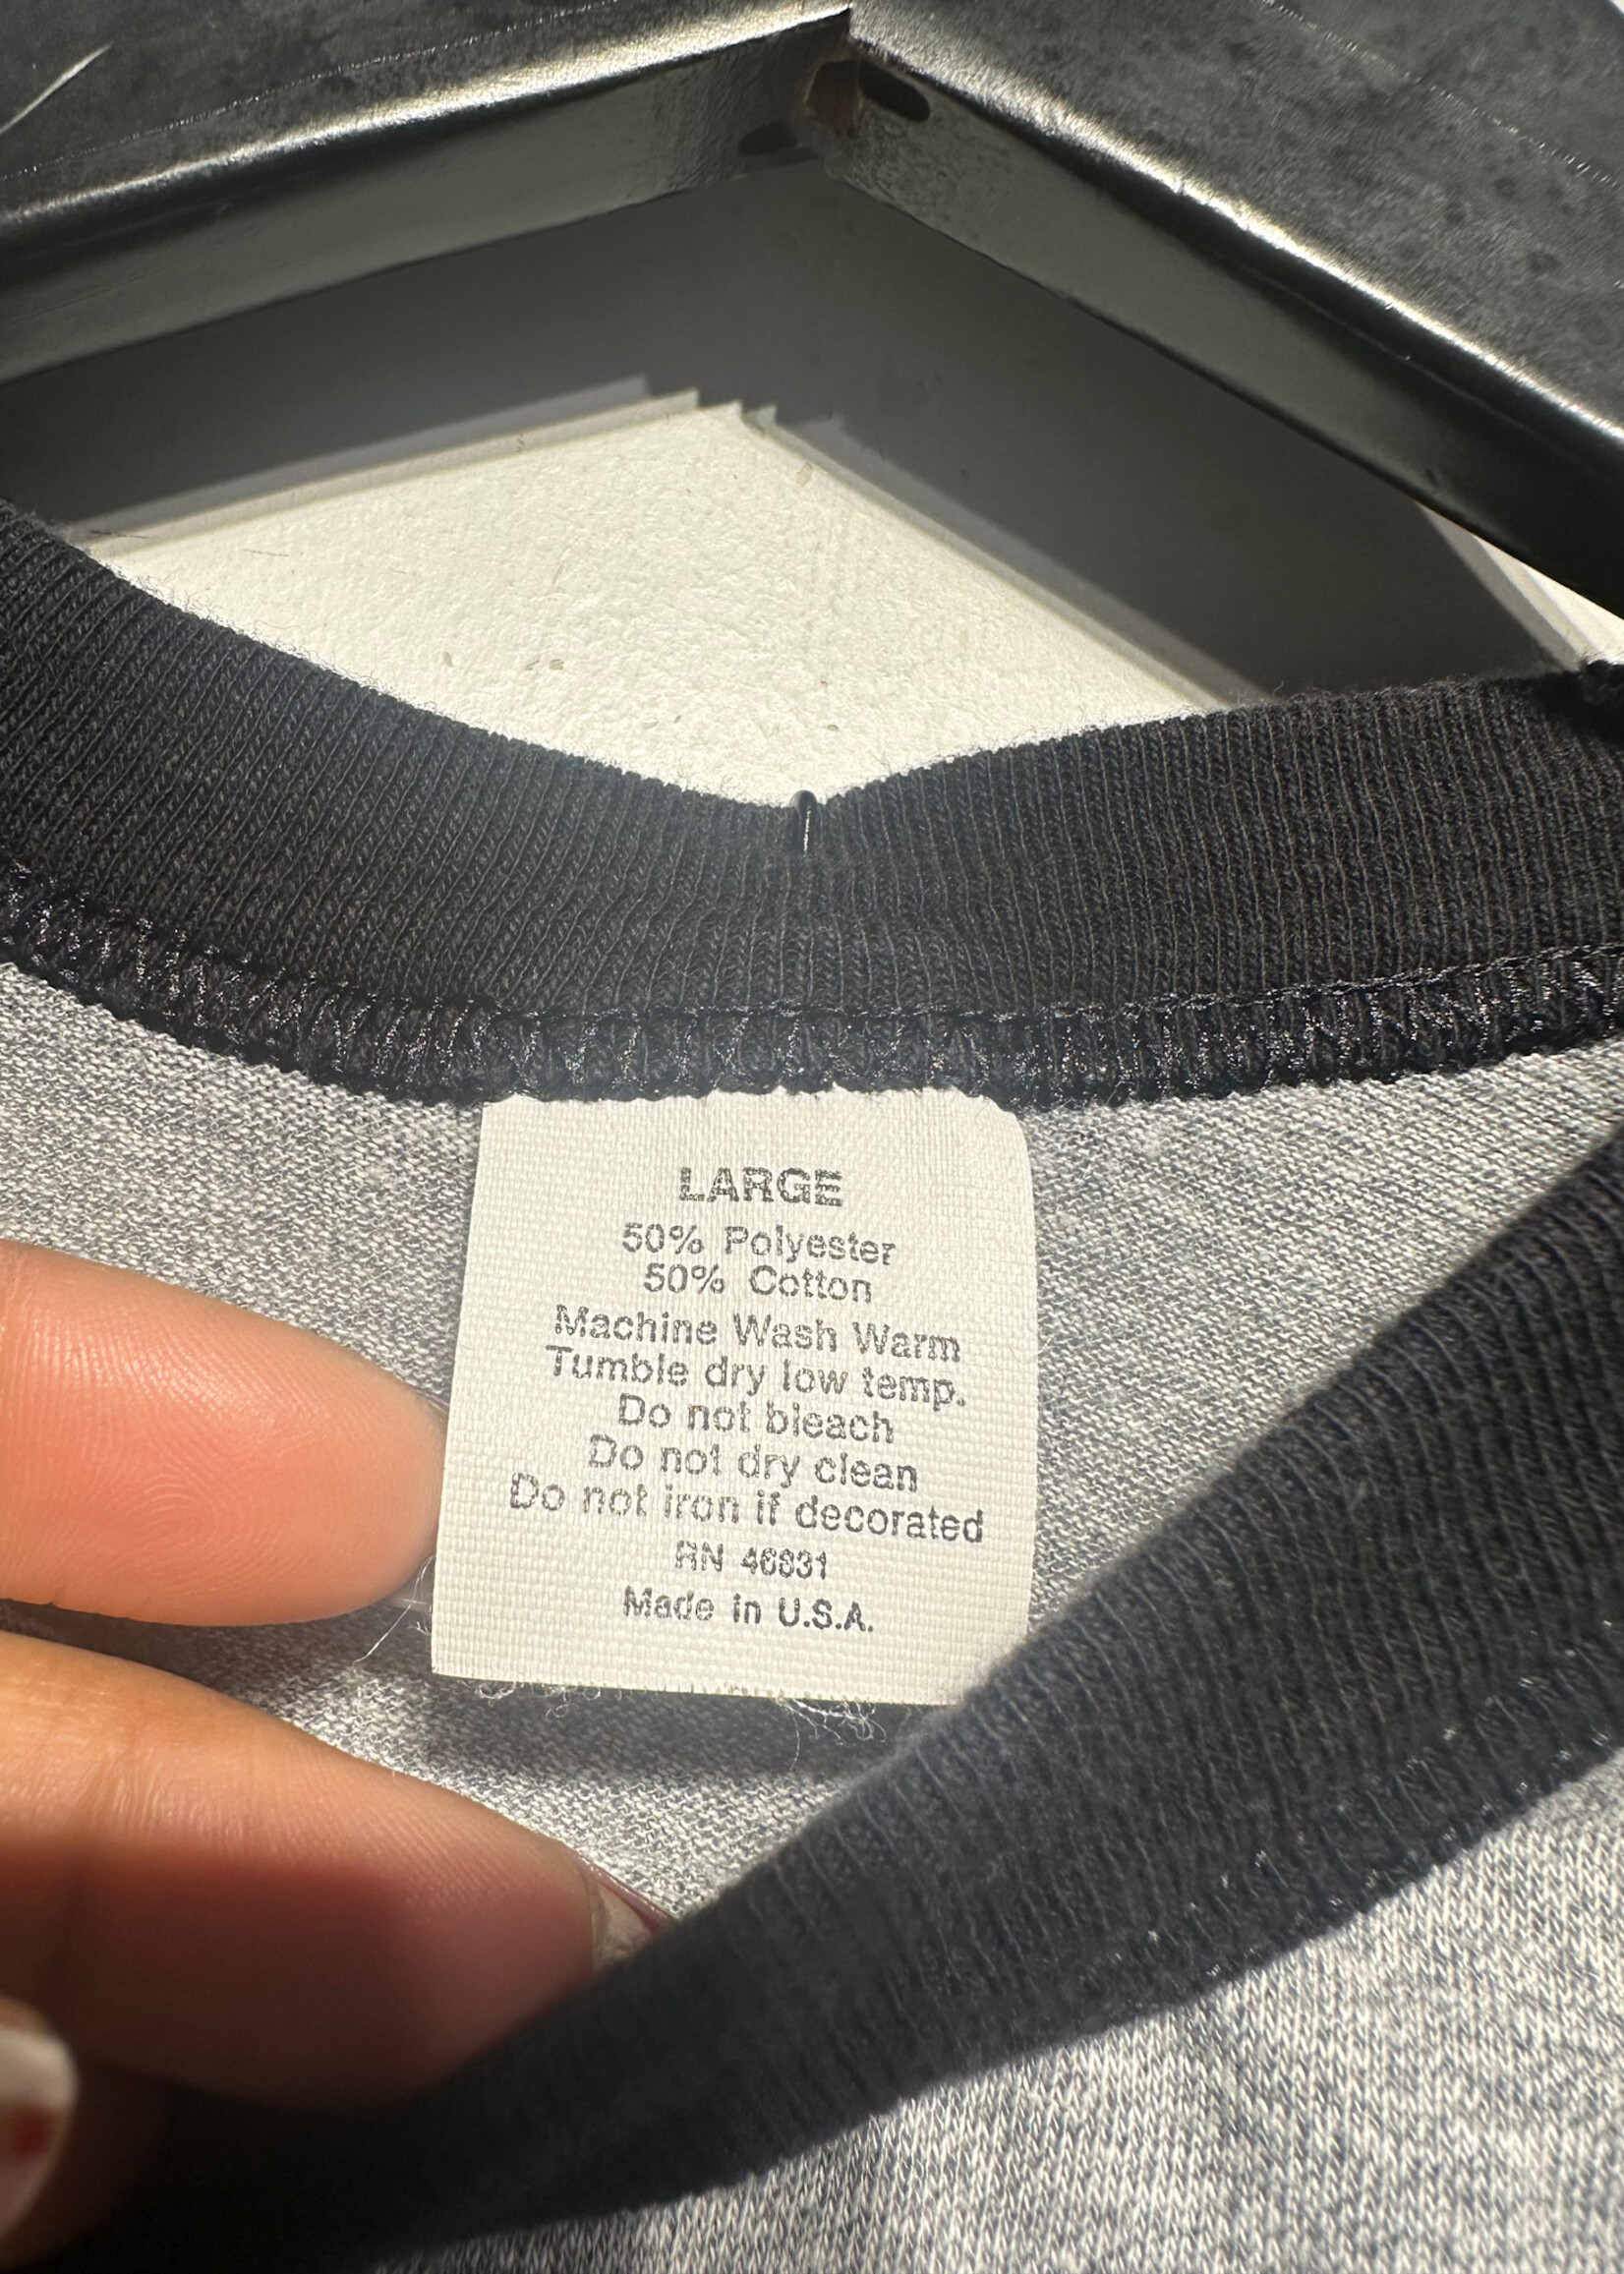 LARGE
50% Polyester
50% Cotton
Machine Wash Warm
Tumble dry low temp.
Do not bleach
Do not dry clean
Do not iron if decorated
RN 46831
Made in U.S.A.